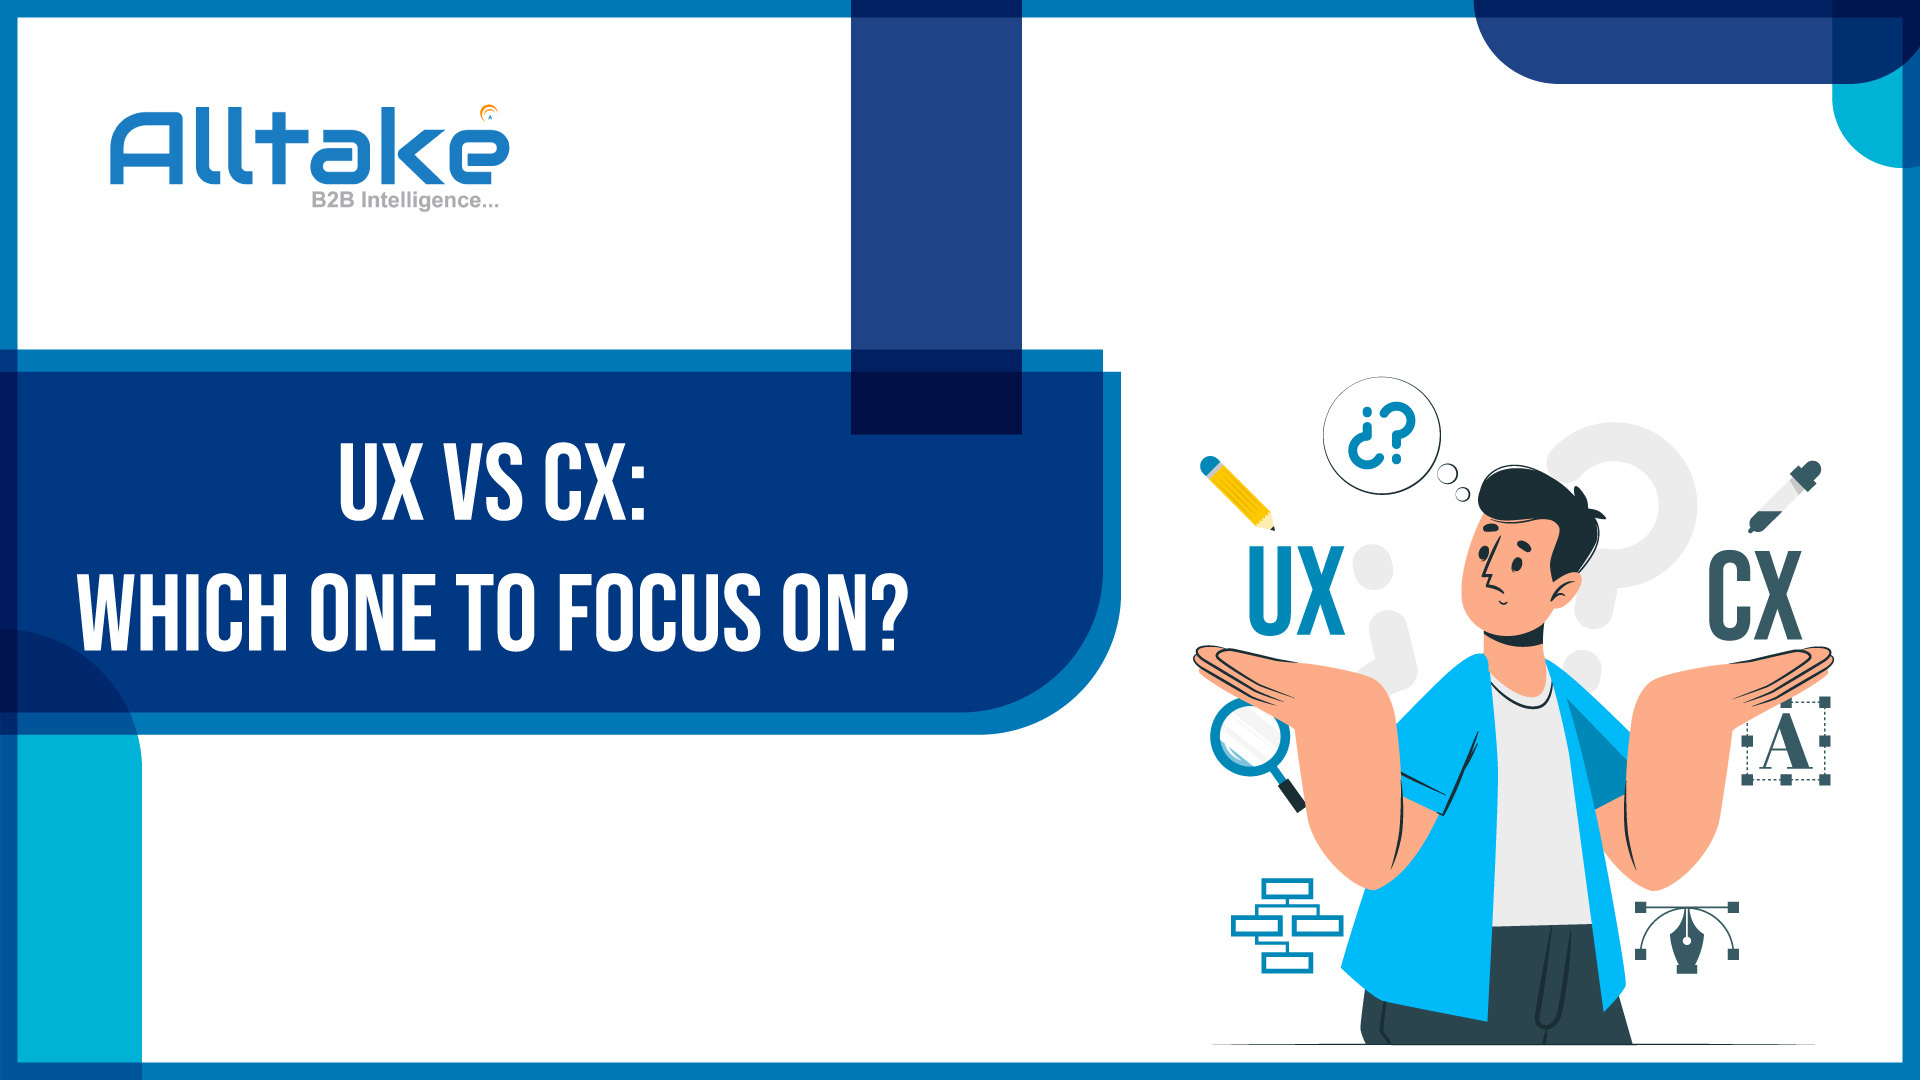 Alltake
B2B Intelligence...
UX VS CX:
WHICH ONE TO FOCUS ON?
¿?
UX
CX
A